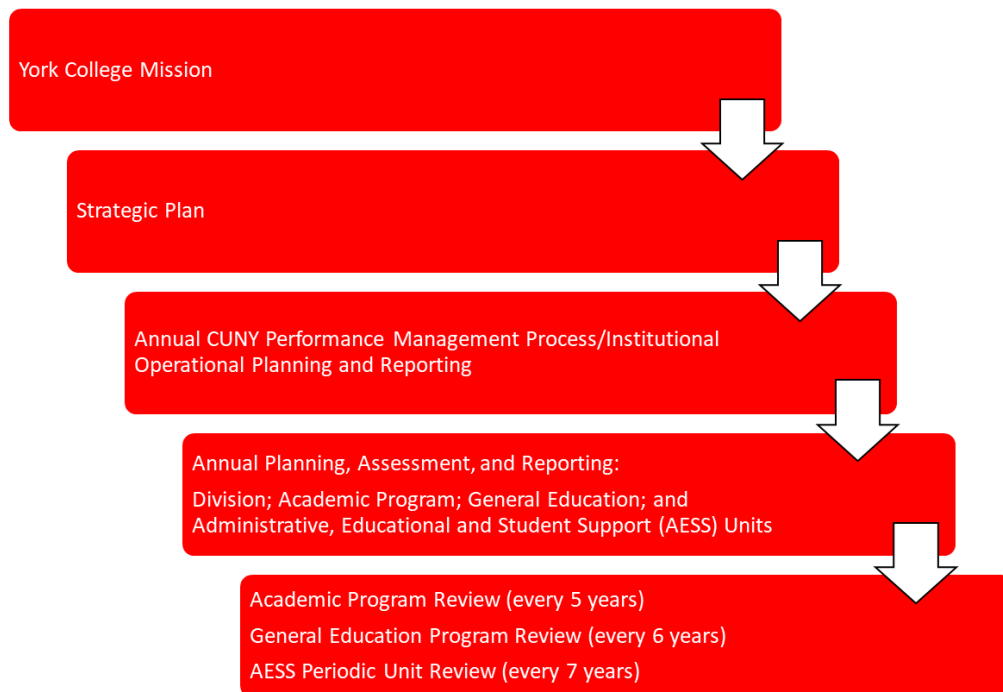 York College Mission
Strategic Plan
Annual CUNY Performance Management Process/Institutional
Operational Planning and Reporting
Annual Planning, Assessment, and Reporting:
Division; Academic Program; General Education; and
Administrative, Educational and Student Support (AESS) Units
Academic Program Review (every 5 years)
General Education Program Review (every 6 years)
AESS Periodic Unit Review (every 7 years)